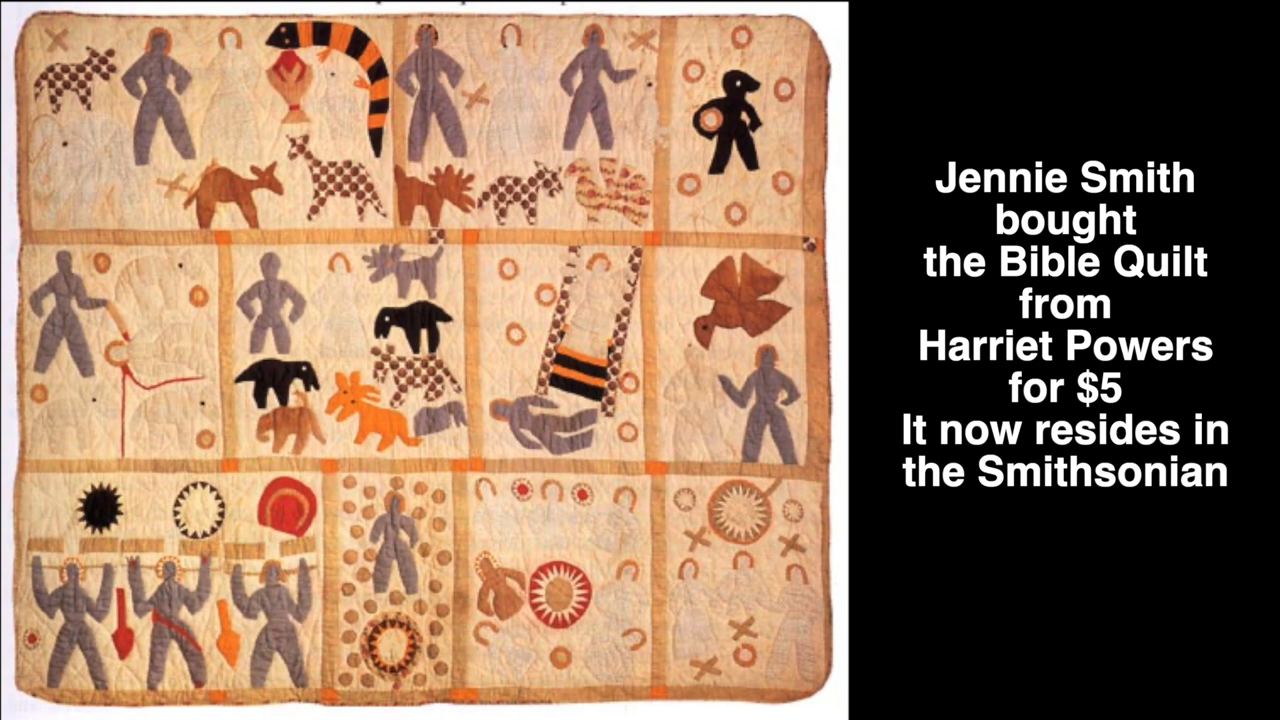 Jennie Smith
bought
the Bible Quilt
from
Harriet Powers
for $5
It now resides in
the Smithsonian